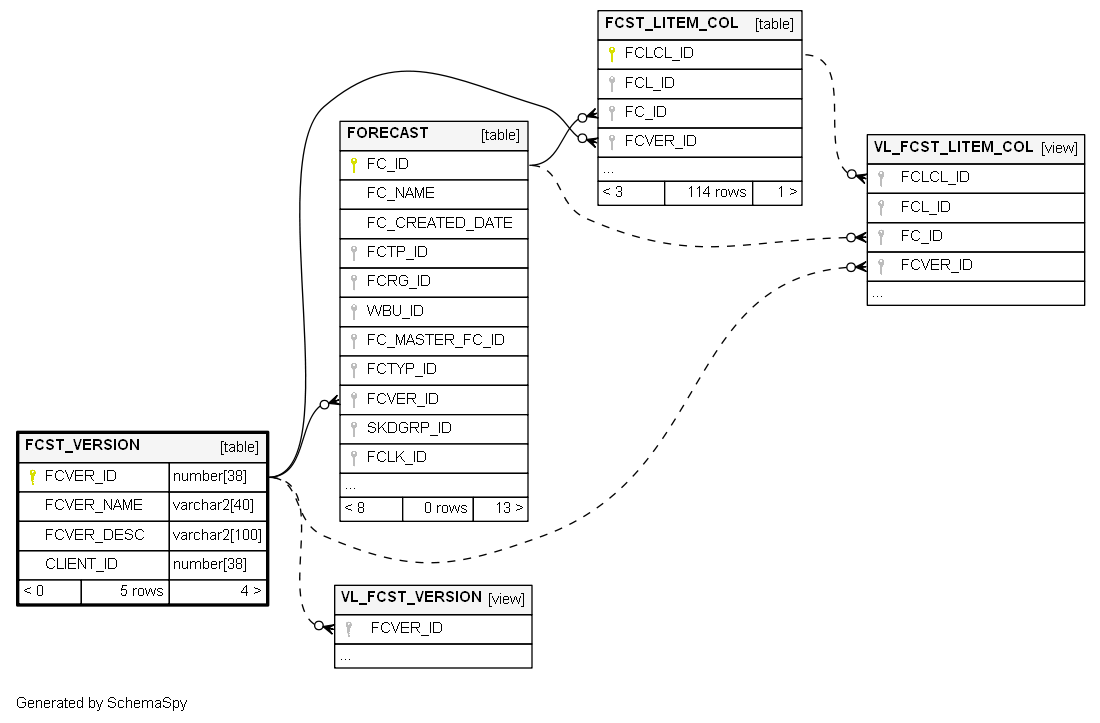 FCST_LITEM_COL [table]
FCLCL_ID
FCL_ID
FC_ID
FCVER_ID
...
< 3 114 rows 1 >
FORECAST [table]
FC_ID
FC_NAME
FC_CREATED_DATE
FCTP_ID
FCRG_ID
WBU_ID
FC_MASTER_FC_ID
FCTYP_ID
FCVER_ID
SKDGRP_ID
FCLK_ID
...
< 8 0 rows 13 >
VL_FCST_LITEM_COL [view]
FCLCL_ID
FCL_ID
FC_ID
FCVER_ID
...
FCST_VERSION [table]
FCVER_ID number[38]
FCVER_NAME varchar2[40]
FCVER_DESC varchar2[100]
CLIENT_ID number[38]
< 0 5 rows 4 >
VL_FCST_VERSION [view]
FCVER_ID
...
Generated by SchemaSpy